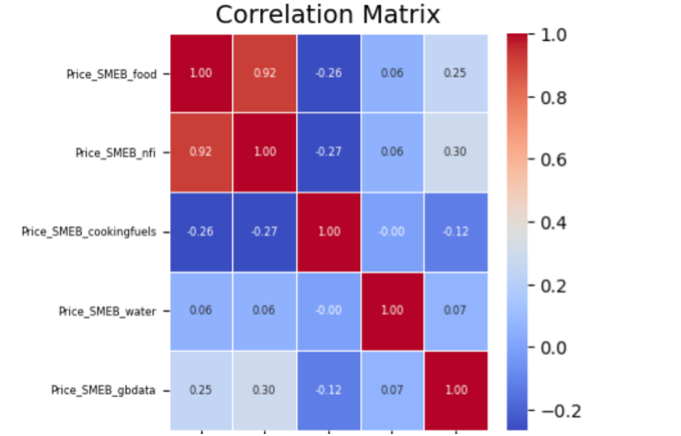 Correlation Matrix
Price_SMEB_food 1.00 0.92 -0.26 0.06 0.25
Price_SMEB_nfi 0.92 1.00 -0.27 0.06 0.30
Price_SMEB_cookingfuels -0.26 -0.27 1.00 -0.00 -0.12
Price_SMEB_water 0.06 0.06 -0.00 1.00 0.07
Price_SMEB_gbdata 0.25 0.30 -0.12 0.07 1.00
1.0
0.8
0.6
0.4
0.2
0.0
−0.2